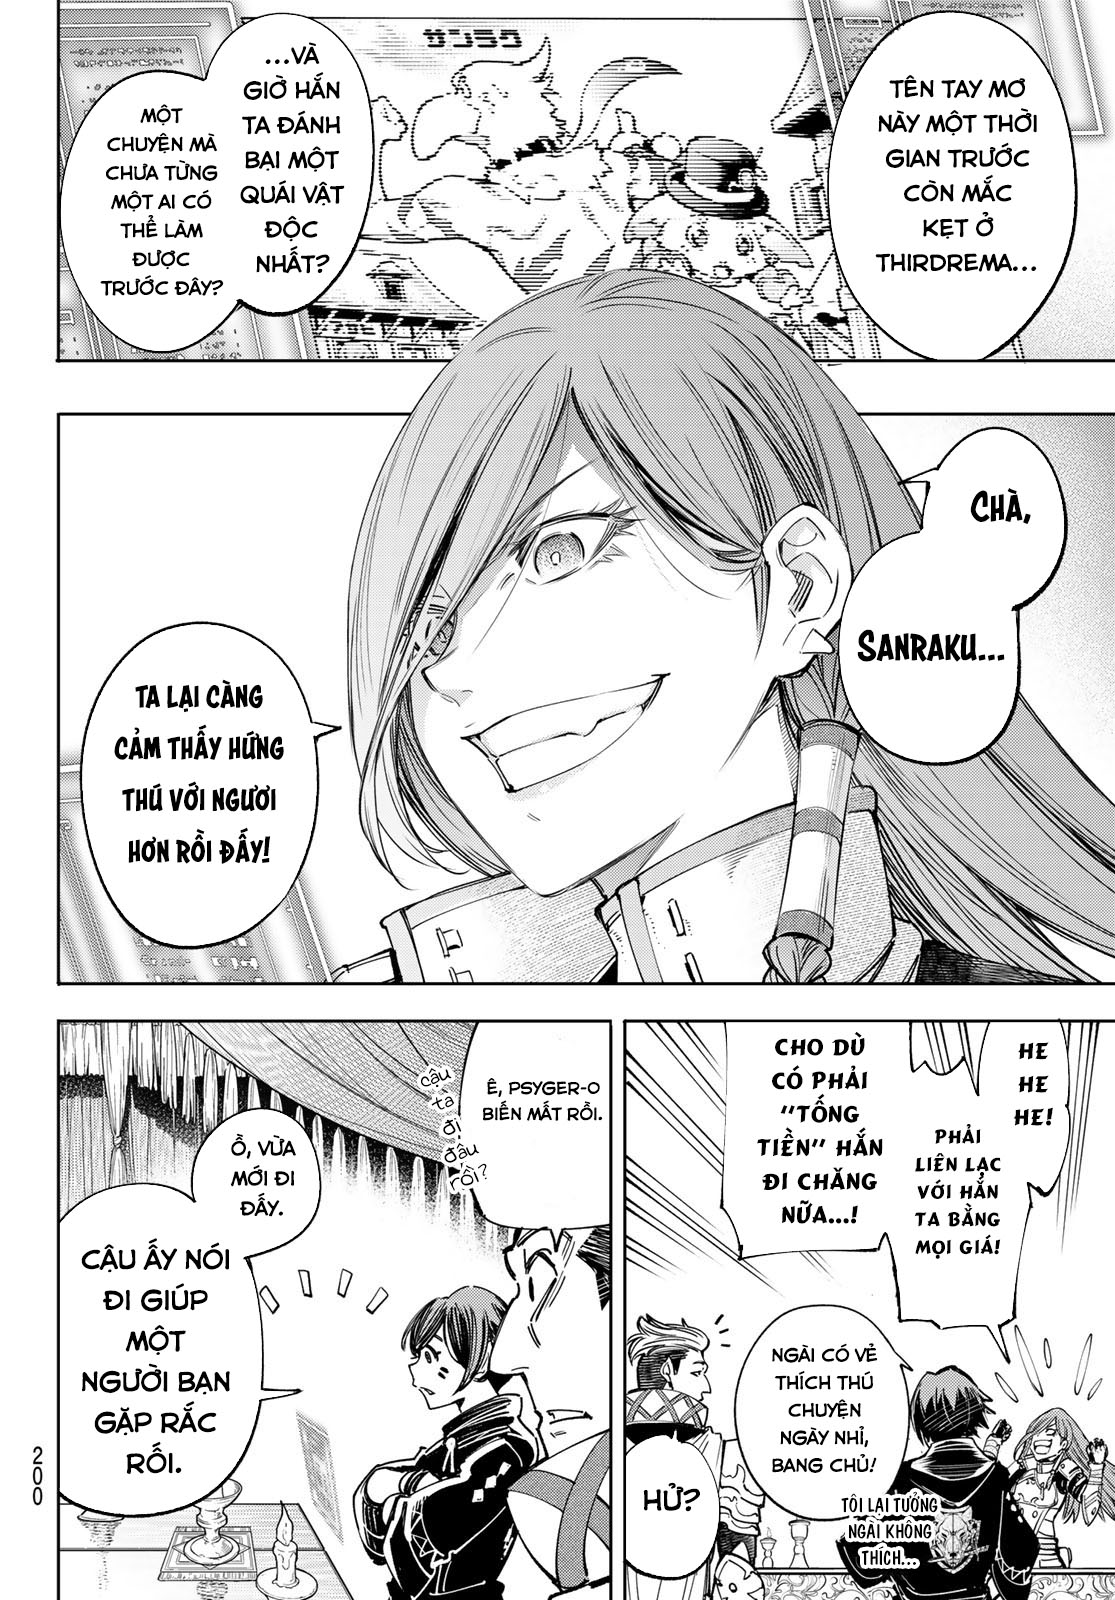 サンラク
TÊN TAY MƠ
NÀY MỘT THỜI
GIAN TRƯỚC
CÒN MẮC
KẸT Ở
THIRDREMA...
...VÀ
GIỜ HẮN
TA ĐÁNH
BẠI MỘT
QUÁI VẬT
ĐỘC
NHẤT?
MỘT
CHUYỆN MÀ
CHƯA TỪNG
MỘT AI CÓ
THỂ LÀM
ĐƯỢC
TRƯỚC ĐÂY?
CHÀ,
SANRAKU...
TA LẠI CÀNG
CẢM THẤY HỨNG
THÚ VỚI NGƯƠI
HƠN RỒI ĐẤY!
HE
HE
HE!
PHẢI
LIÊN LẠC
VỚI HẮN
TA BẰNG
MỌI GIÁ!
CHO DÙ
CÓ PHẢI
"TỐNG
TIỀN" HẮN
ĐI CHĂNG
NỮA...!
NGÀI CÓ VẺ
THÍCH THÚ
CHUYỆN
NGÀY NHỈ,
BANG CHỦ!
TÔI LẠI TƯỞNG
NGÀI KHÔNG
THÍCH...
HỬ?
Ê, PSYGER-0
BIẾN MẤT RỒI.
CẬU
TA
ĐI
ĐÂU
RỒI?
Ồ, VỪA
MỚI ĐI
ĐẤY.
CẬU ẤY NÓI
ĐI GIÚP
MỘT
NGƯỜI BẠN
GẶP RẮC
RỐI.
200